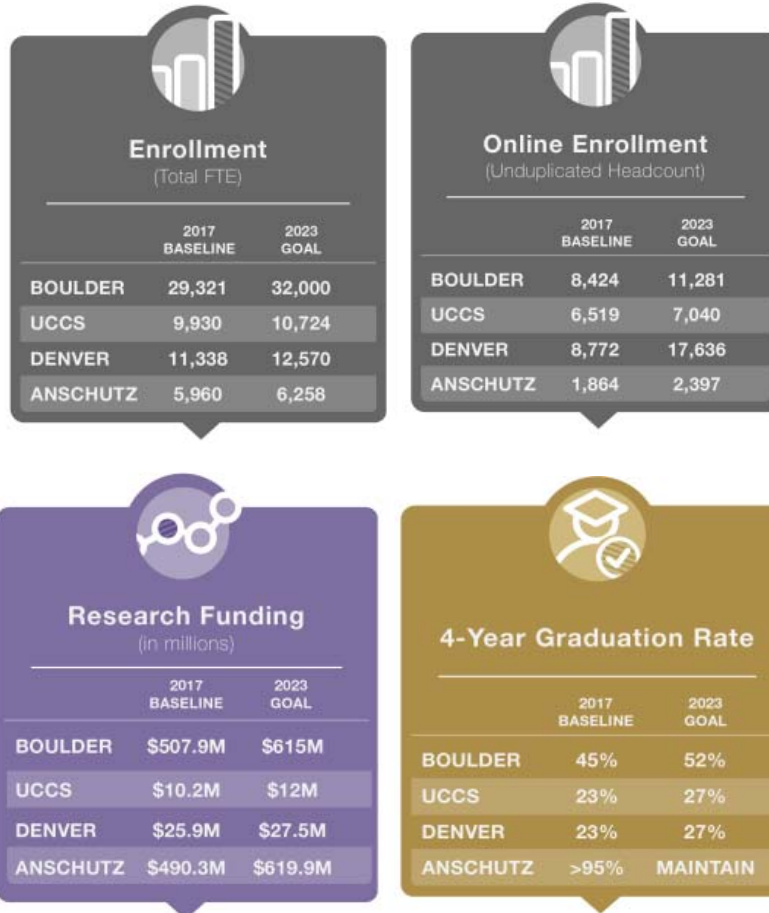 Enrollment
(Total FTE)
2017 BASELINE 2023 GOAL
BOULDER 29,321 32,000
UCCS 9,930 10,724
DENVER 11,338 12,570
ANSCHUTZ 5,960 6,258
Online Enrollment
(Unduplicated Headcount)
2017 BASELINE 2023 GOAL
BOULDER 8,424 11,281
UCCS 6,519 7,040
DENVER 8,772 17,636
ANSCHUTZ 1,864 2,397
Research Funding
(in millions)
2017 BASELINE 2023 GOAL
BOULDER $507.9M $615M
UCCS $10.2M $12M
DENVER $25.9M $27.5M
ANSCHUTZ $490.3M $619.9M
4-Year Graduation Rate
2017 BASELINE 2023 GOAL
BOULDER 45% 52%
UCCS 23% 27%
DENVER 23% 27%
ANSCHUTZ >95% MAINTAIN